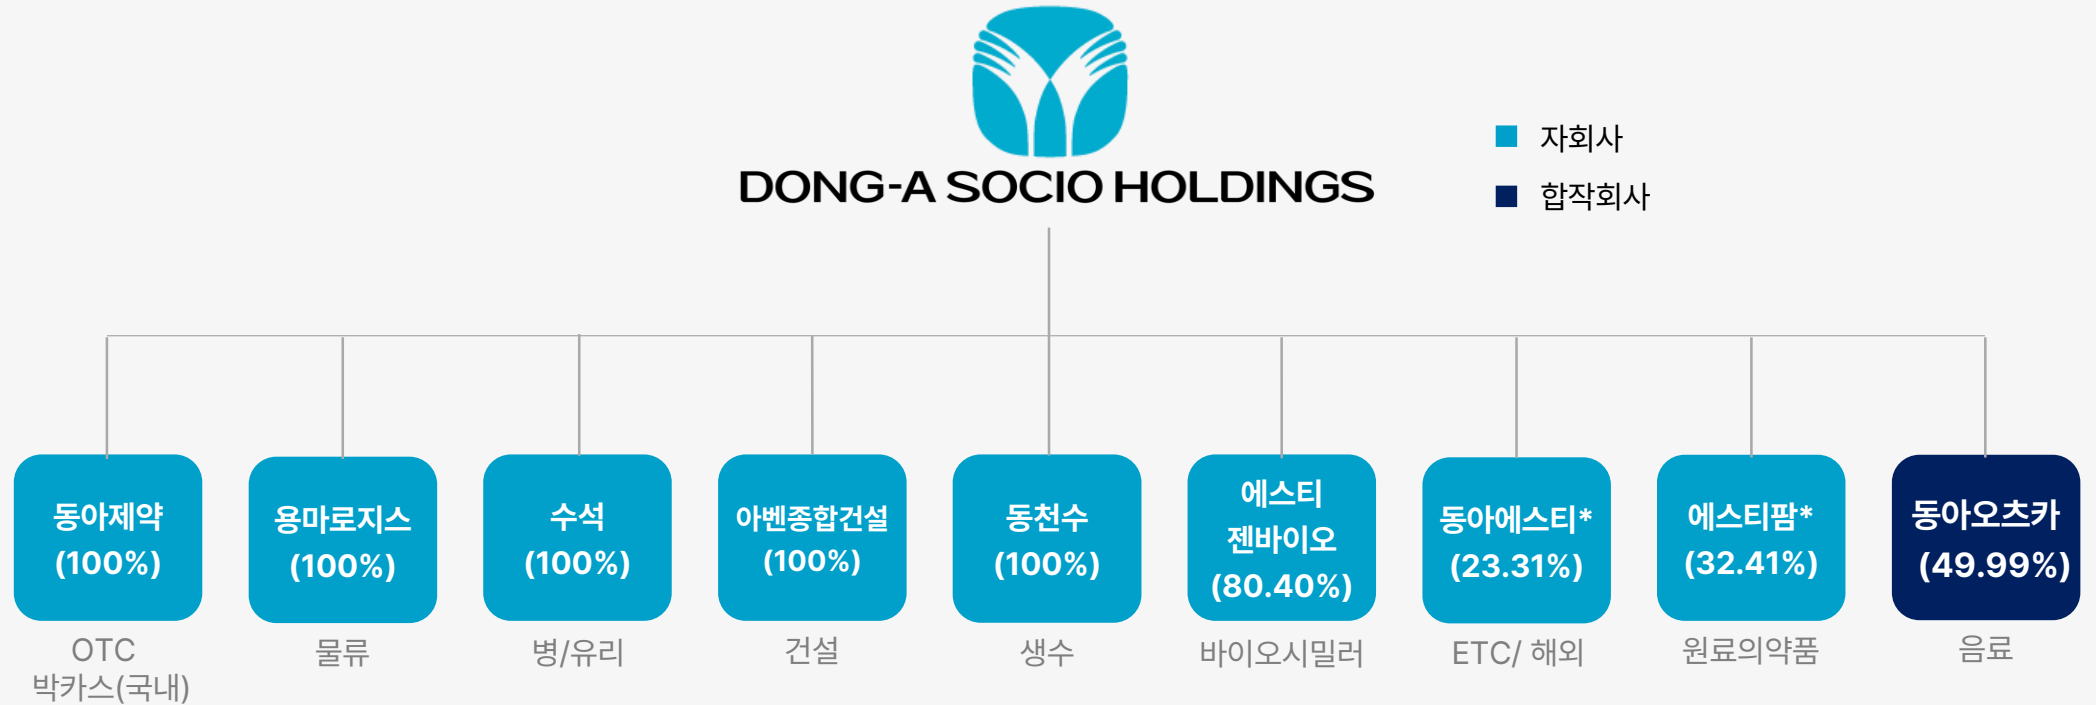 DONG-A SOCIO HOLDINGS
자회사
합작회사
동아제약
(100%)
OTC
박카스(국내)
용마로지스
(100%)
물류
수석
(100%)
병/유리
아벤종합건설
(100%)
건설
동천수
(100%)
생수
에스티
젠바이오
(80.40%)
바이오시밀러
동아에스티*
(23.31%)
ETC/ 해외
에스티팜*
(32.41%)
원료의약품
동아오츠카
(49.99%)
음료